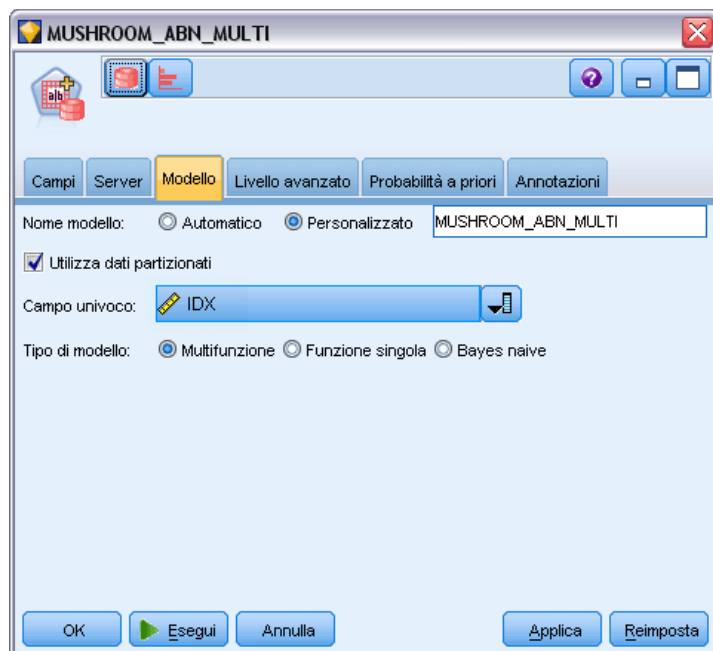 MUSHROOM_ABN_MULTI
a|b
Campi Server Modello Livello avanzato Probabilità a priori Annotazioni
Nome modello: Automatico Personalizzato MUSHROOM_ABN_MULTI
Utilizza dati partizionati
Campo univoco: IDX
Tipo di modello: Multifunzione Funzione singola Bayes naive
OK Esegui Annulla Applica Reimposta